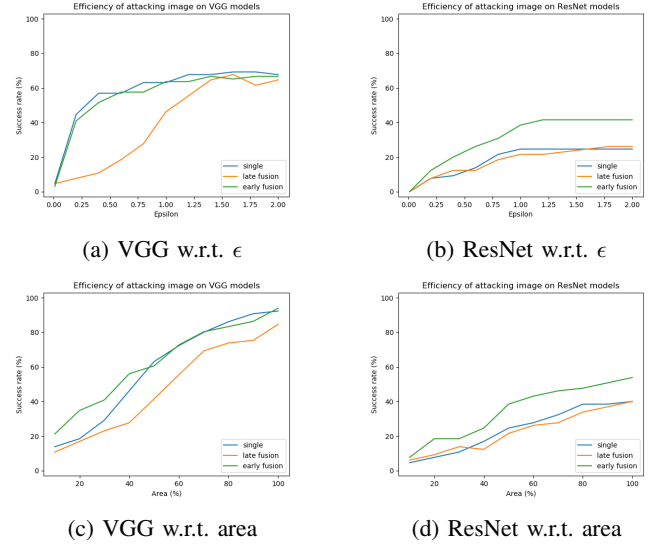 Efficiency of attacking image on VGG models
100
80
60
40
20
0
Success rate (%)
0.00 0.25 0.50 0.75 1.00 1.25 1.50 1.75 2.00
Epsilon
single
late fusion
early fusion
(a) VGG w.r.t. ϵ
Efficiency of attacking image on ResNet models
100
80
60
40
20
0
Success rate (%)
0.00 0.25 0.50 0.75 1.00 1.25 1.50 1.75 2.00
Epsilon
single
late fusion
early fusion
(b) ResNet w.r.t. ϵ
Efficiency of attacking image on VGG models
100
80
60
40
20
0
Success rate (%)
20 40 60 80 100
Area (%)
single
late fusion
early fusion
(c) VGG w.r.t. area
Efficiency of attacking image on ResNet models
100
80
60
40
20
0
Success rate (%)
20 40 60 80 100
Area (%)
single
late fusion
early fusion
(d) ResNet w.r.t. area